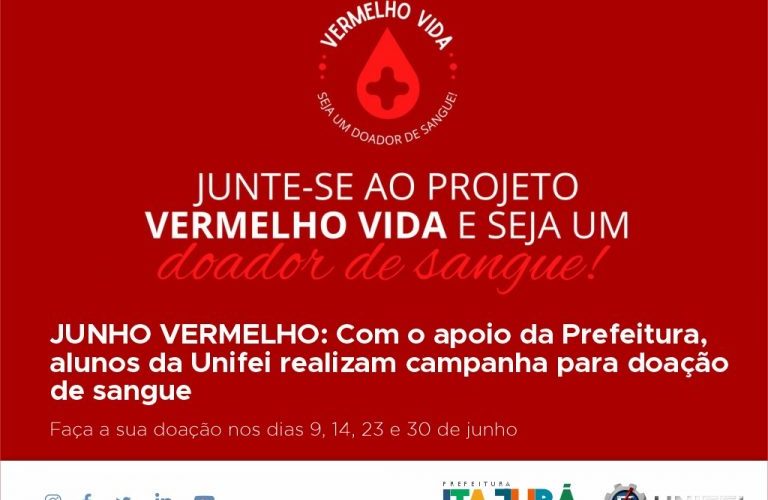 VERMELHO VIDA
SEJA UM DOADOR DE SANGUE!
JUNTE-SE AO PROJETO
VERMELHO VIDA E SEJA UM
doador de sangue!
JUNHO VERMELHO: Com o apoio da Prefeitura,
alunos da Unifei realizam campanha para doação
de sangue
Faça a sua doação nos dias 9, 14, 23 e 30 de junho
PREFEITURA
ITAJUBÁ
UNIFEI